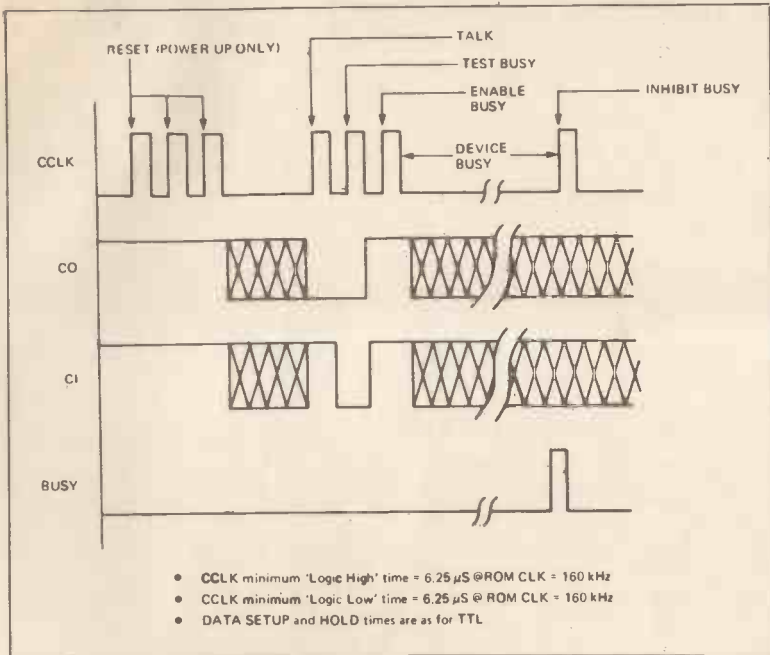 RESET (POWER UP ONLY)
TALK
TEST BUSY
ENABLE
BUSY
INHIBIT BUSY
DEVICE
BUSY
CCLK
CO
CI
BUSY
• CCLK minimum 'Logic High' time = 6.25 µS @ROM CLK = 160 kHz
• CCLK minimum 'Logic Low' time = 6.25 µS @ROM CLK = 160 kHz
• DATA SETUP and HOLD times are as for TTL